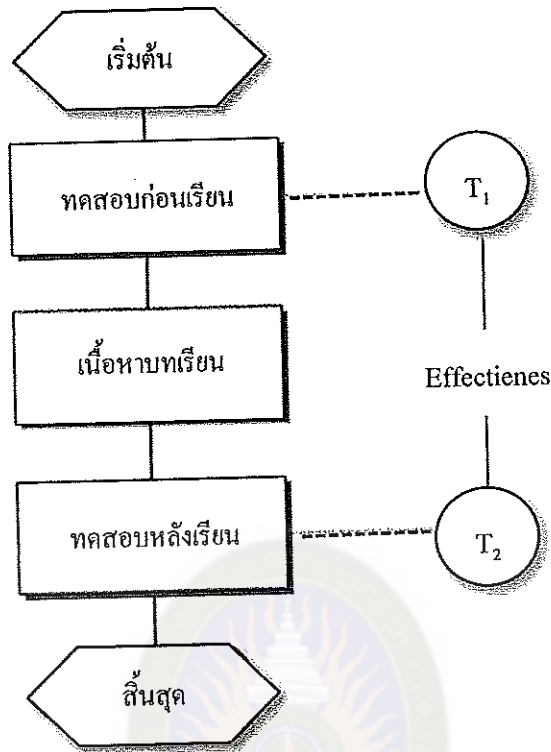 เริ่มต้น
ทดสอบก่อนเรียน
T1
เนื้อหาบทเรียน
Effectienes
ทดสอบหลังเรียน
T2
สิ้นสุด